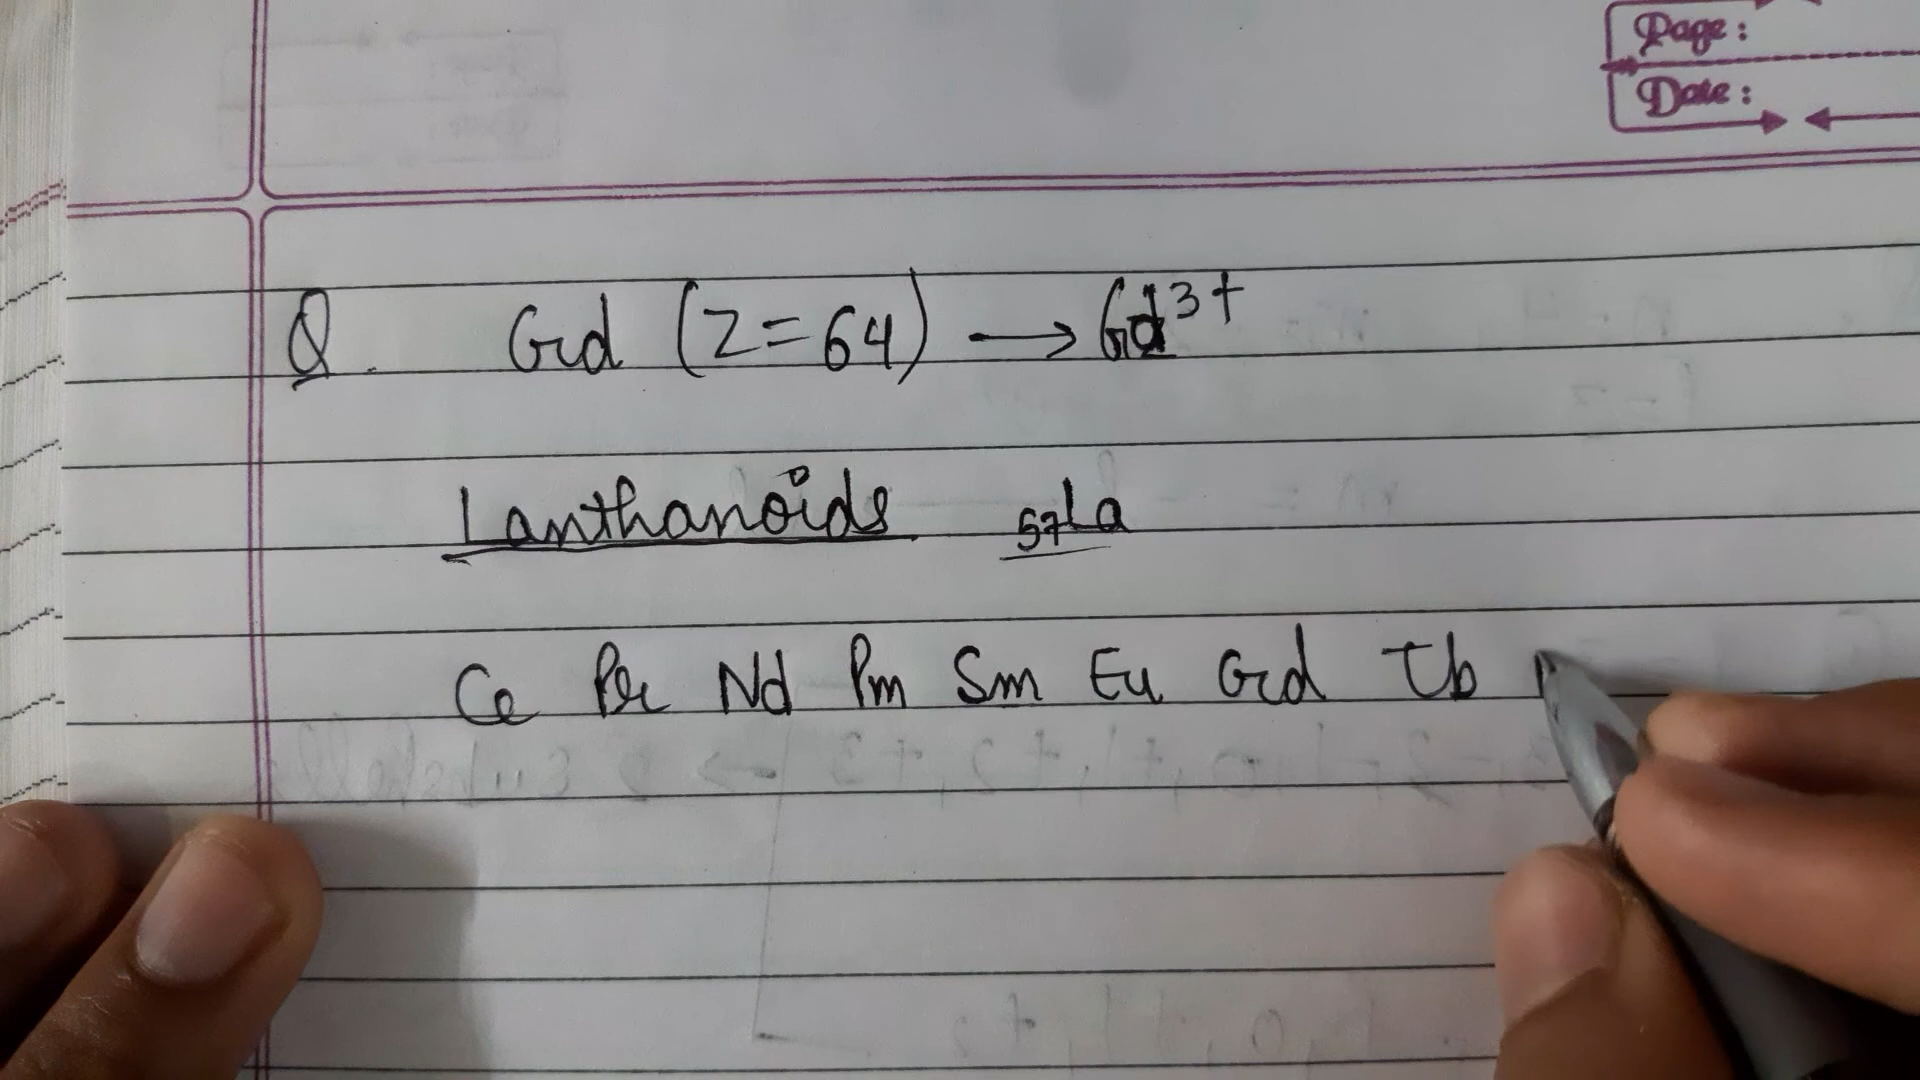 Page:
Date:
Q. Gd (Z=64) → Gd³⁺
Lanthanoids ₅₇La
Ce Pr Nd Pm Sm Eu Gd Tb